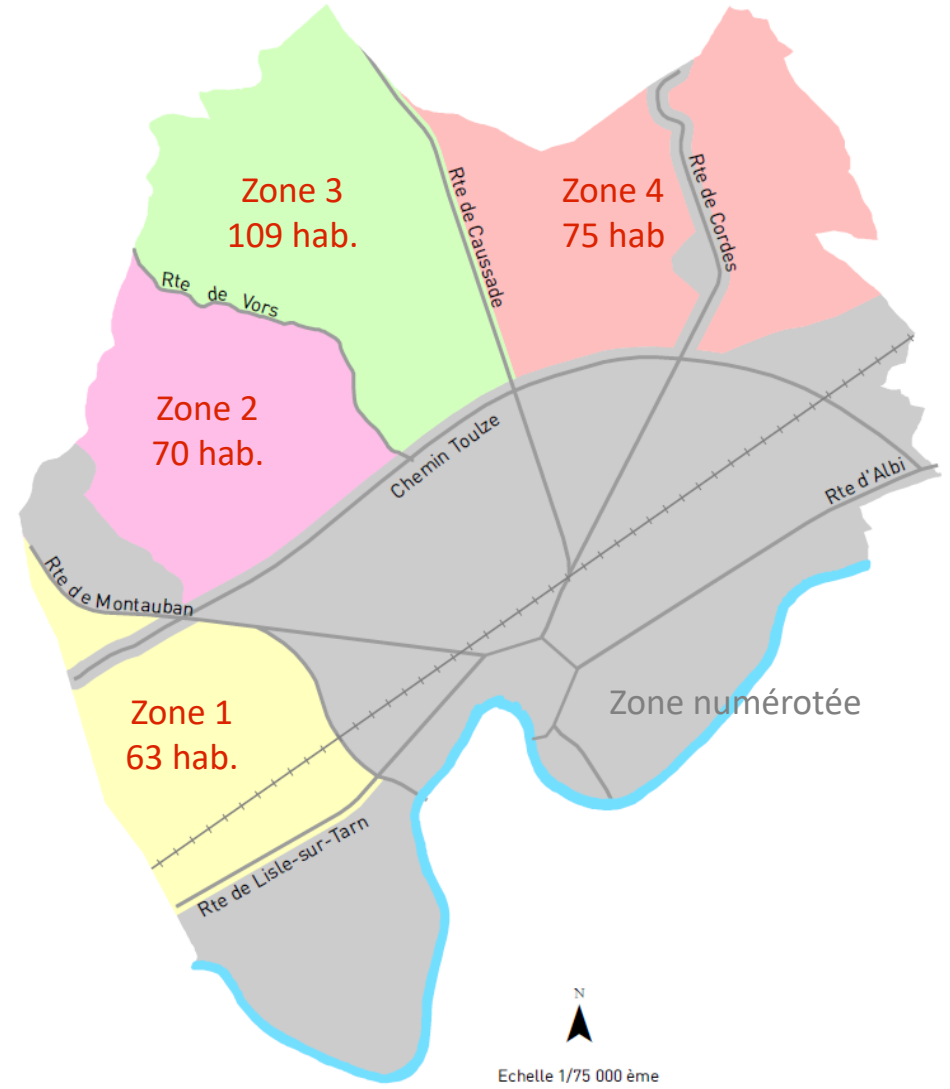 Zone 3
109 hab.
Zone 4
75 hab
Rte de Caussade
Rte de Cordes
Rte de Vors
Zone 2
70 hab.
Chemin Toulze
Rte d'Albi
Rte de Montauban
Zone 1
63 hab.
Zone numérotée
Rte de Lisle-sur-Tarn
N
Echelle 1/75 000 ème